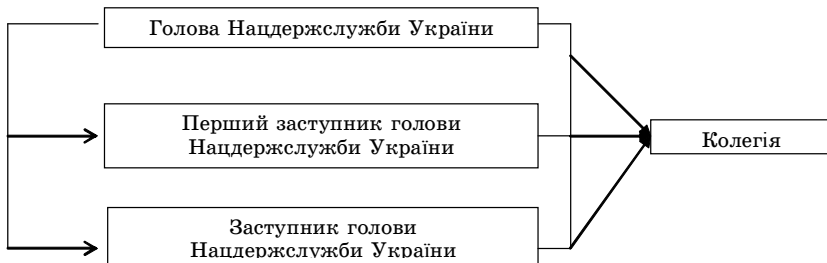 Голова Нацдержслужби України
Перший заступник голови
Нацдержслужби України
Колегія
Заступник голови
Нацдержслужби України